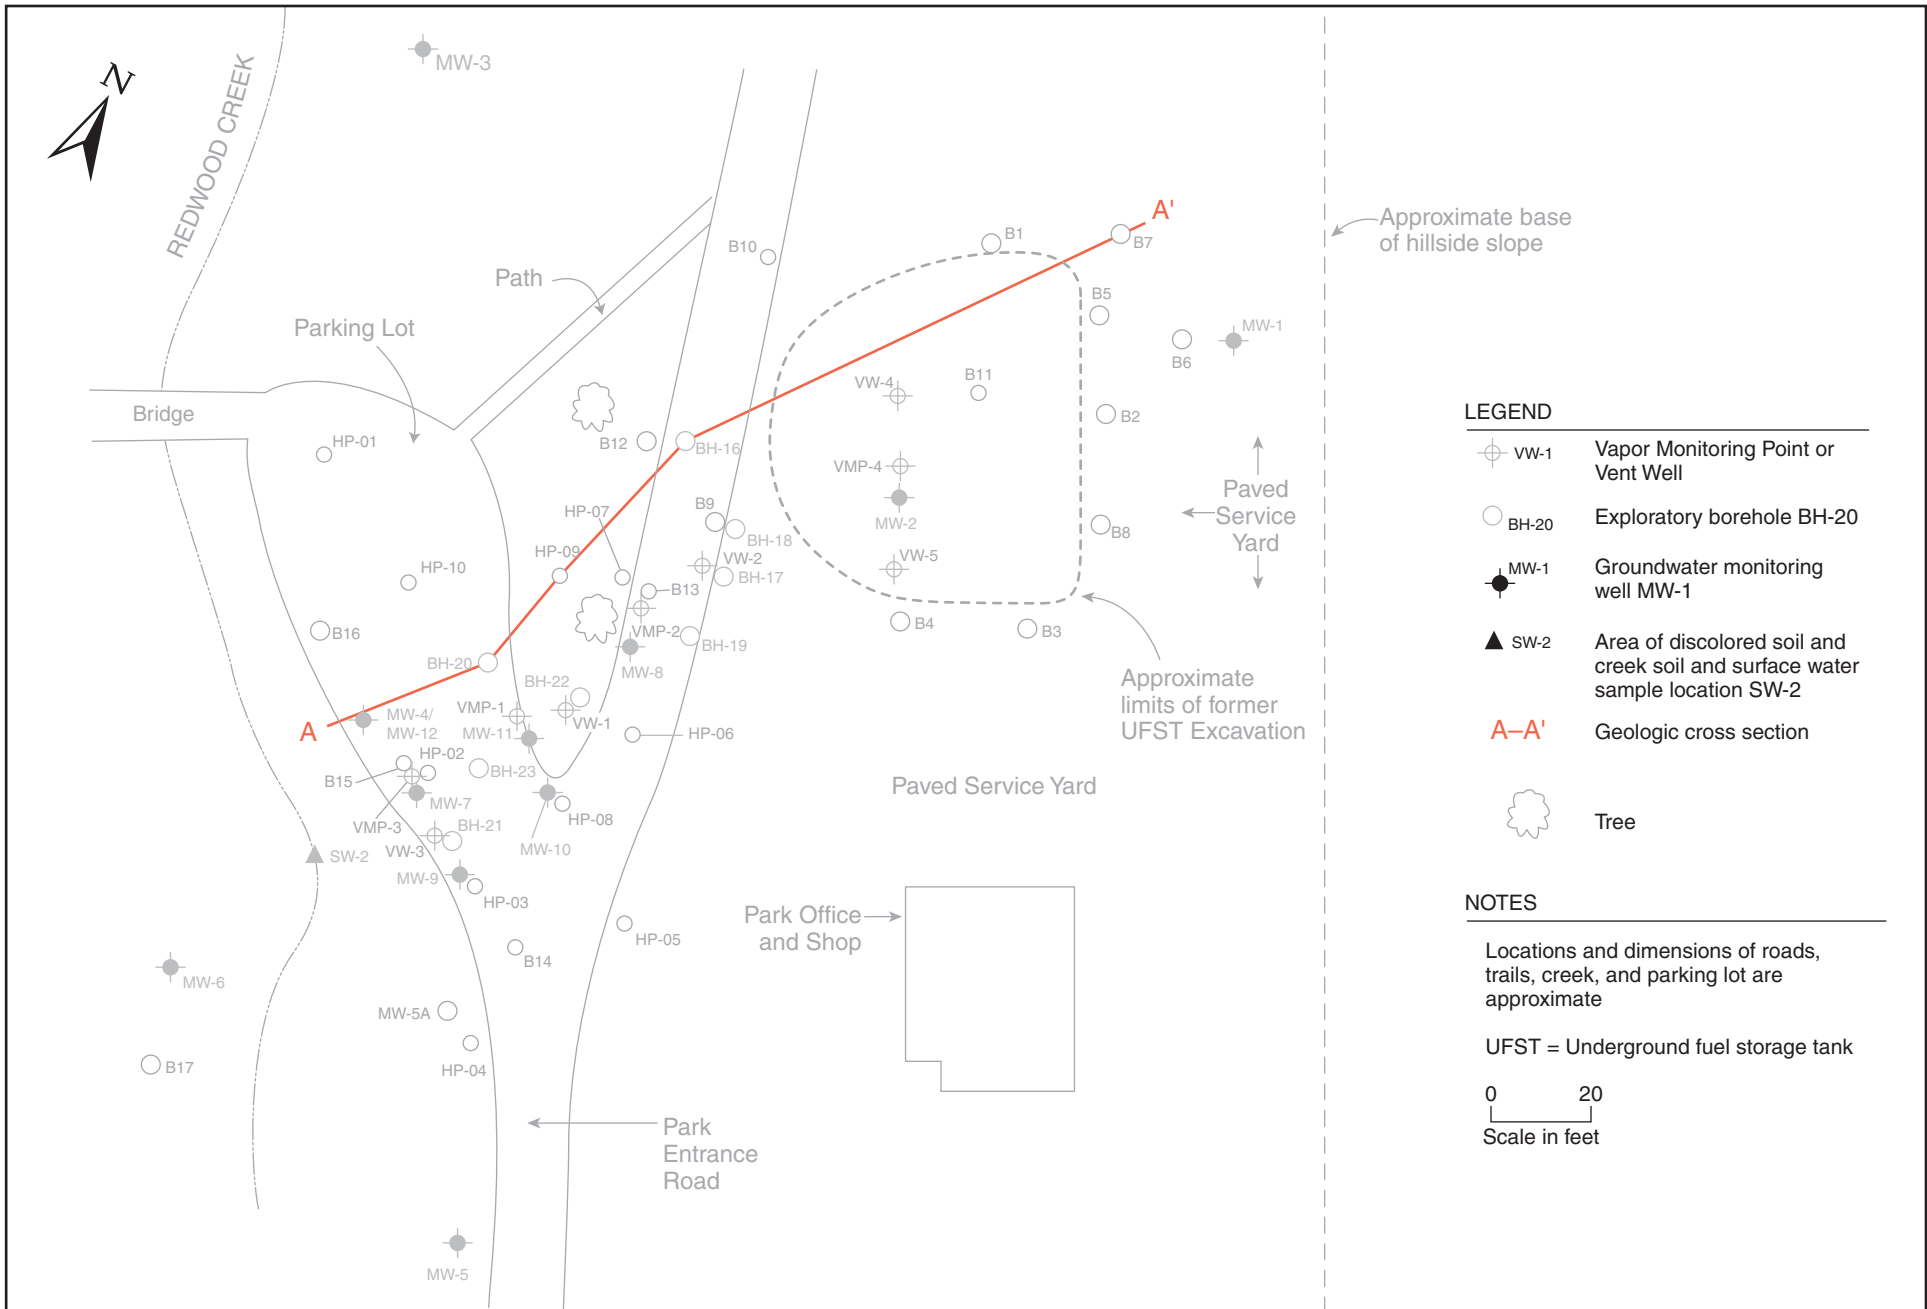 N
REDWOOD CREEK
MW-3
A'
B1
B7
B10
Approximate base
of hillside slope
Path
B5
Parking Lot
MW-1
B6
VW-4
B11
Bridge
B2
HP-01
B12
BH-16
VMP-4
MW-2
HP-07
B9
BH-18
B8
Paved
Service
Yard
HP-09
VW-2
VW-5
HP-10
BH-17
B13
B16
VMP-2
BH-19
B4
B3
BH-20
MW-8
BH-22
Approximate
limits of former
UFST Excavation
VMP-1
VW-1
A
MW-4/
MW-12
MW-11
HP-06
HP-02
B15
BH-23
Paved Service Yard
MW-7
VMP-3
BH-21
HP-08
VW-3
MW-10
SW-2
MW-9
HP-03
Park Office
and Shop
HP-05
B14
MW-6
MW-5A
B17
HP-04
Park
Entrance
Road
MW-5
LEGEND
VW-1
Vapor Monitoring Point or
Vent Well
BH-20
Exploratory borehole BH-20
MW-1
Groundwater monitoring
well MW-1
SW-2
Area of discolored soil and
creek soil and surface water
sample location SW-2
A–A'
Geologic cross section
Tree
NOTES
Locations and dimensions of roads,
trails, creek, and parking lot are
approximate
UFST = Underground fuel storage tank
0 20
Scale in feet